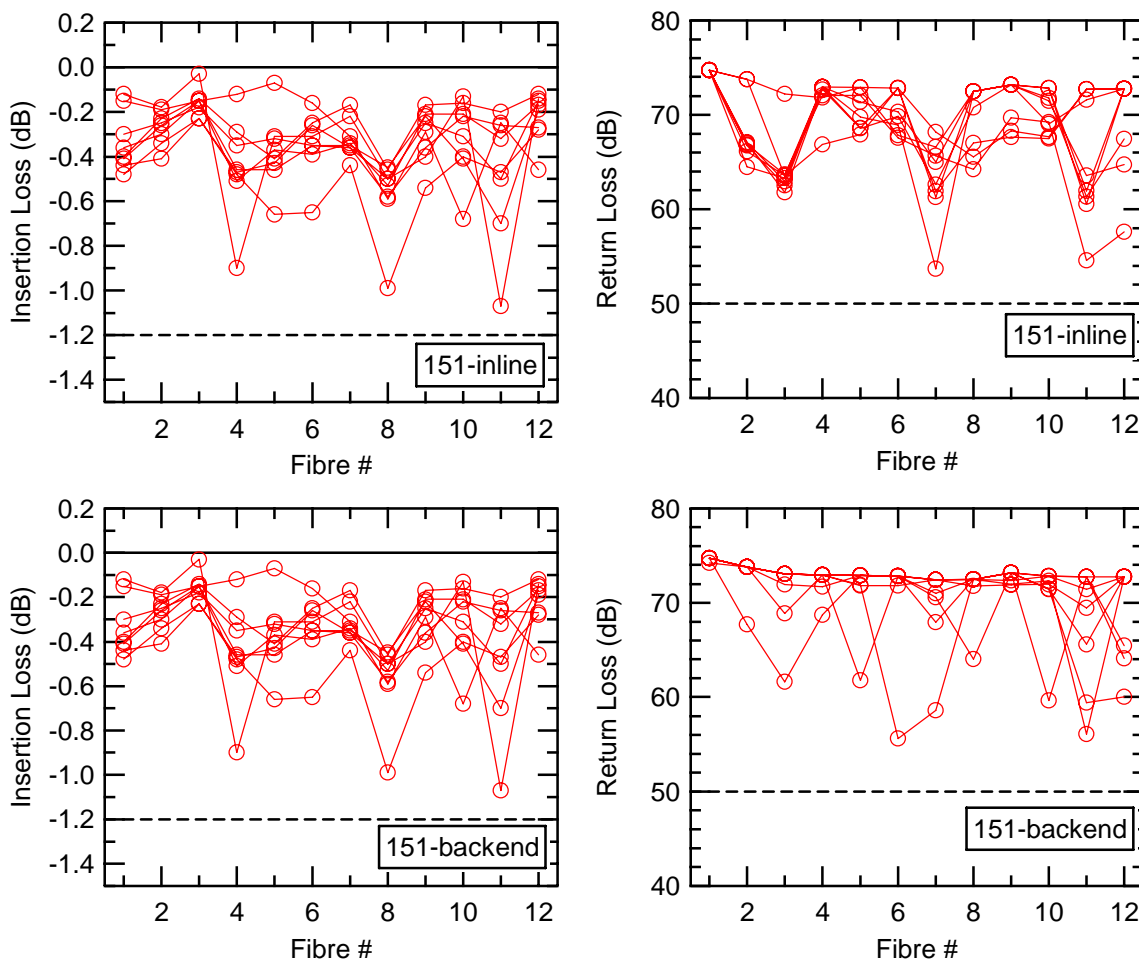 0.2
0.0
-0.2
-0.4
-0.6
-0.8
-1.0
-1.2
-1.4
Insertion Loss (dB)
2 4 6 8 10 12
Fibre #
151-inline
80
70
60
50
40
Return Loss (dB)
2 4 6 8 10 12
Fibre #
151-inline
0.2
0.0
-0.2
-0.4
-0.6
-0.8
-1.0
-1.2
-1.4
Insertion Loss (dB)
2 4 6 8 10 12
Fibre #
151-backend
80
70
60
50
40
Return Loss (dB)
2 4 6 8 10 12
Fibre #
151-backend